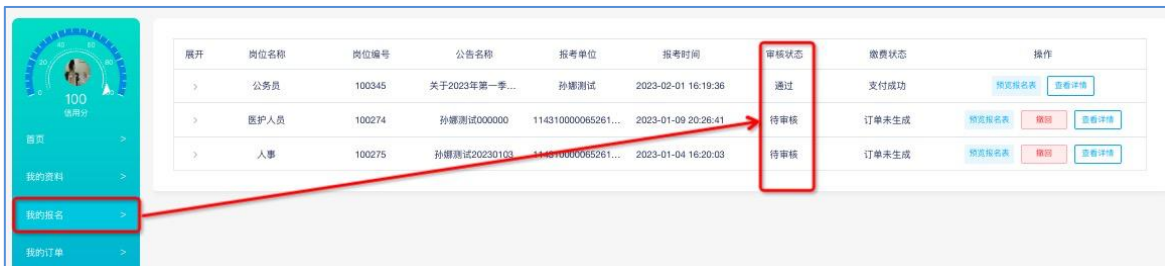 20 40 60 80
0 100 0
信用分
首页 >
我的资料 >
我的报名 >
我的订单 >
展开 岗位名称 岗位编号 公告名称 报考单位 报考时间 审核状态 缴费状态 操作
> 公务员 100345 关于2023年第一季... 孙娜测试 2023-02-01 16:19:36 通过 支付成功 预览报名表 查看详情
> 医护人员 100274 孙娜测试000000 114310000065261... 2023-01-09 20:26:41 待审核 订单未生成 预览报名表 撤回 查看详情
> 人事 100275 孙娜测试20230103 114310000065261... 2023-01-04 16:20:03 待审核 订单未生成 预览报名表 撤回 查看详情